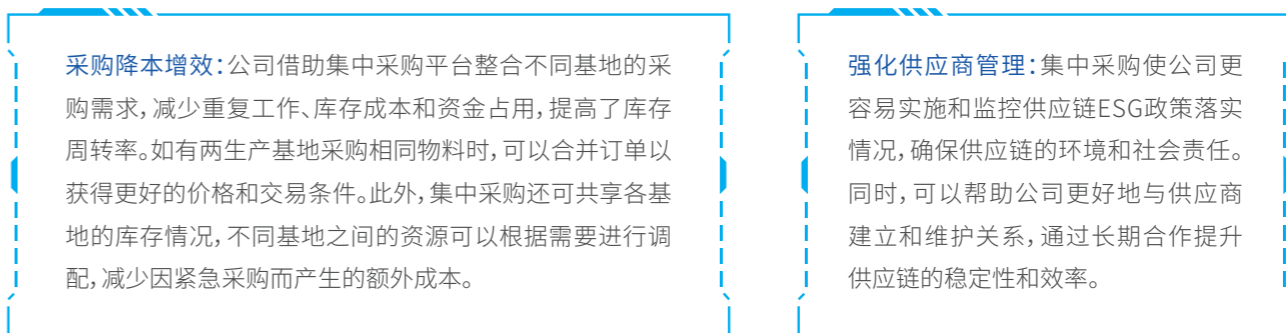 采购降本增效：公司借助集中采购平台整合不同基地的采
购需求，减少重复工作、库存成本和资金占用，提高了库存
周转率。如有两生产基地采购相同物料时，可以合并订单以
获得更好的价格和交易条件。此外，集中采购还可共享各基
地的库存情况，不同基地之间的资源可以根据需要进行调
配，减少因紧急采购而产生的额外成本。
强化供应商管理：集中采购使公司更
容易实施和监控供应链ESG政策落实
情况，确保供应链的环境和社会责任。
同时，可以帮助公司更好地与供应商
建立和维护关系，通过长期合作提升
供应链的稳定性和效率。